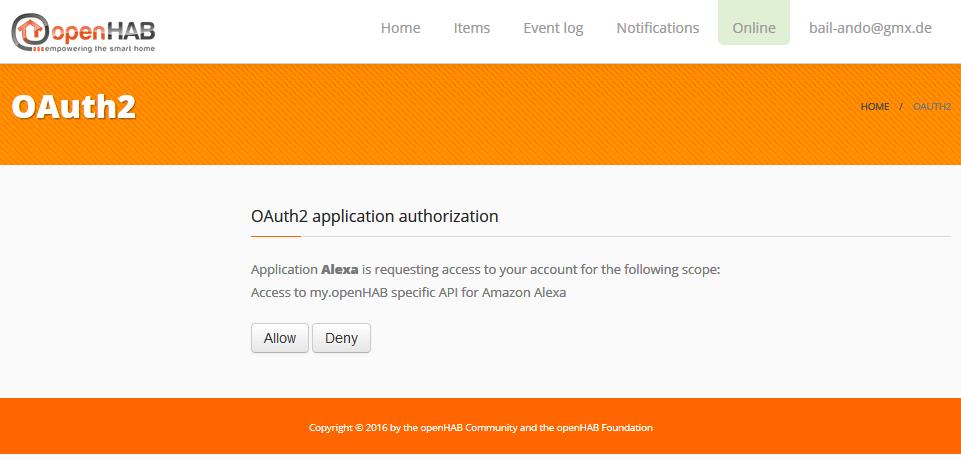 openHAB
empowering the smart home
Home Items Event log Notifications Online bail-ando@gmx.de
OAuth2
HOME / OAUTH2
OAuth2 application authorization
Application Alexa is requesting access to your account for the following scope:
Access to my.openHAB specific API for Amazon Alexa
Allow Deny
Copyright © 2016 by the openHAB Community and the openHAB Foundation